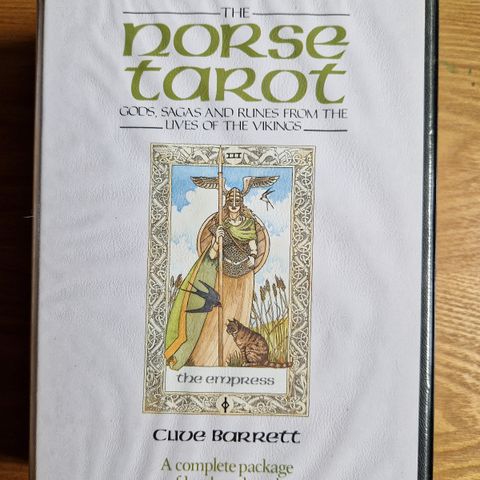 THE
NORSE
TAROT
GODS, SAGAS AND RUNES FROM THE
LIVES OF THE VIKINGS
III
the empress
Clive Barrett
A complete package